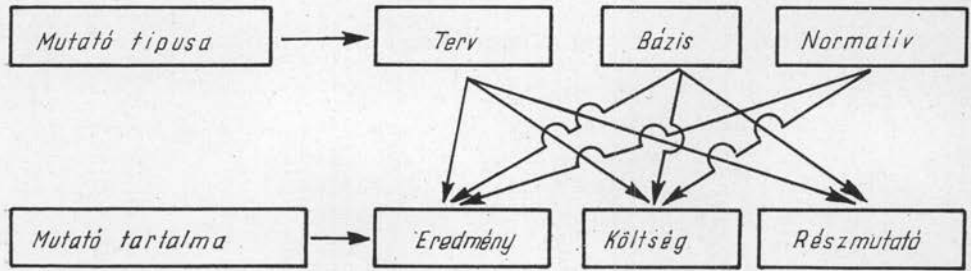 Mutató típusa
Terv
Bázis
Normatív
Mutató tartalma
Eredmény
Költség
Részmutató